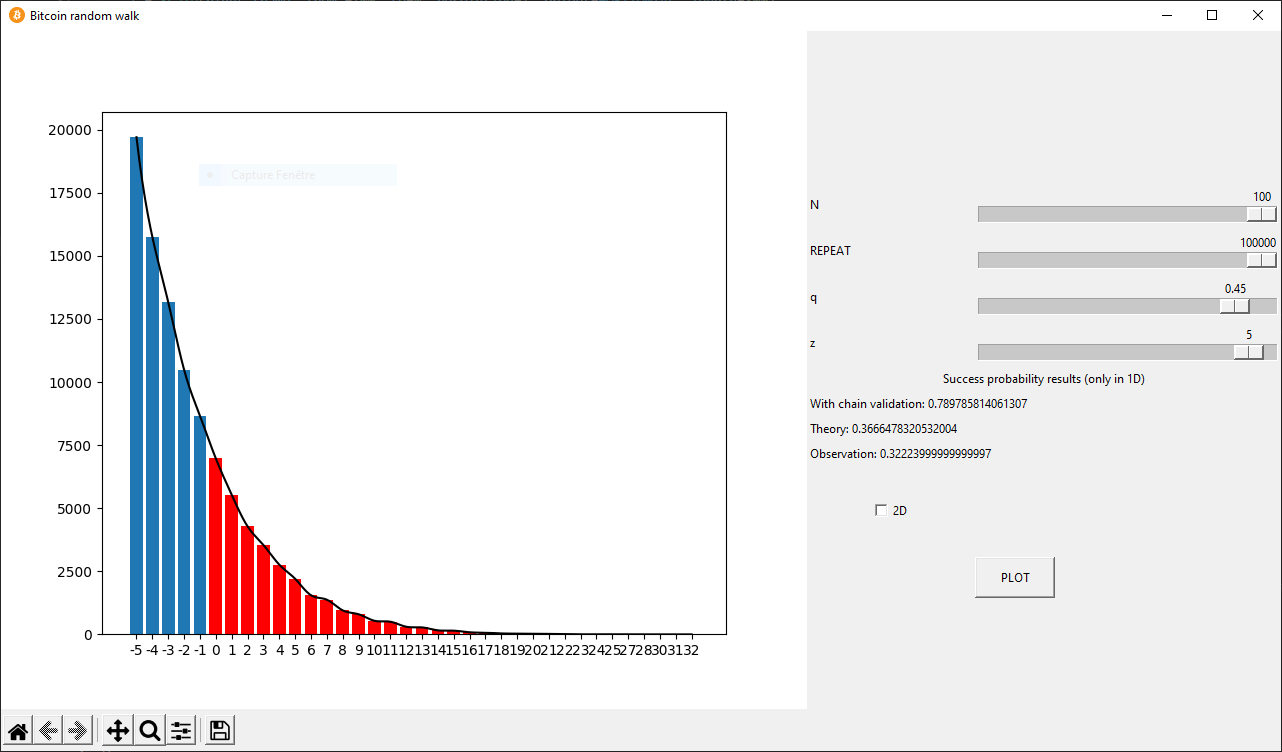 Bitcoin random walk
Capture Fenêtre
20000
17500
15000
12500
10000
7500
5000
2500
0
-5 -4 -3 -2 -1 0 1 2 3 4 5 6 7 8 9 10 11 12 13 14 15 16 17 18 19 20 21 22 23 24 25 27 28 30 31 32
N
100
REPEAT
100000
q
0.45
z
5
Success probability results (only in 1D)
With chain validation: 0.789785814061307
Theory: 0.3666478320532004
Observation: 0.32223999999999997
2D
PLOT